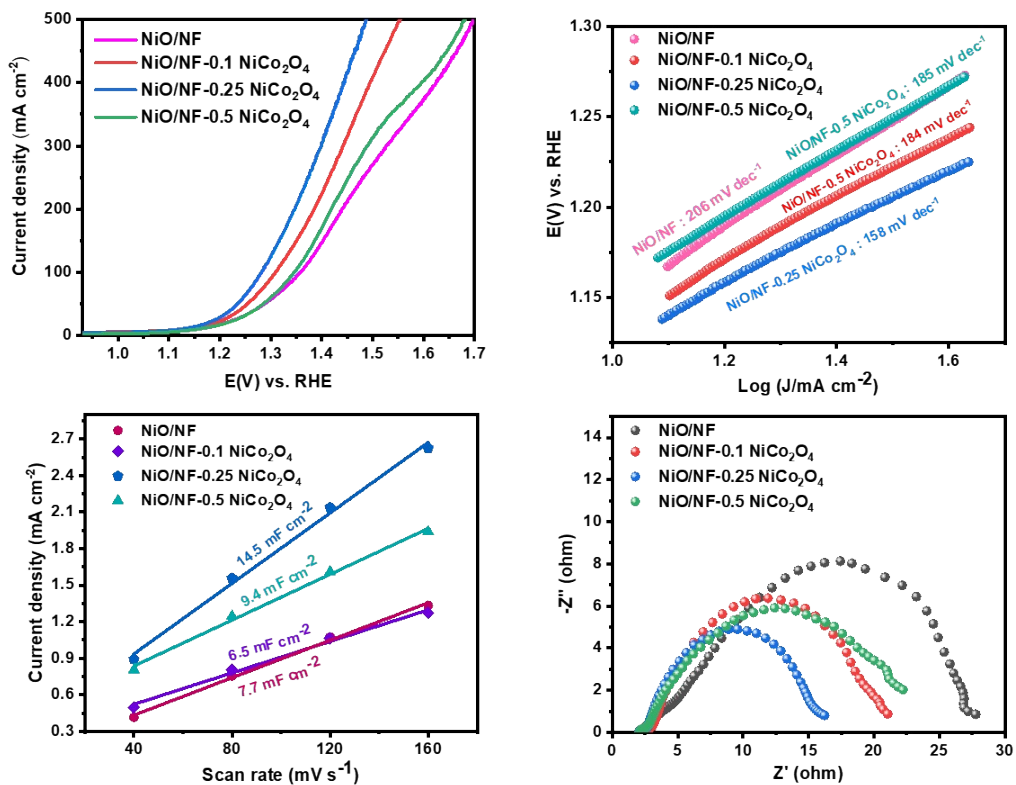 500
400
300
200
100
0
Current density (mA cm⁻²)
NiO/NF
NiO/NF-0.1 NiCo₂O₄
NiO/NF-0.25 NiCo₂O₄
NiO/NF-0.5 NiCo₂O₄
1.0 1.1 1.2 1.3 1.4 1.5 1.6 1.7
E(V) vs. RHE
1.30
1.25
1.20
1.15
E(V) vs. RHE
NiO/NF
NiO/NF-0.1 NiCo₂O₄
NiO/NF-0.25 NiCo₂O₄
NiO/NF-0.5 NiCo₂O₄
NiO/NF-0.5 NiCo₂O₄ : 185 mV dec⁻¹
NiO/NF : 206 mV dec⁻¹
NiO/NF-0.5 NiCo₂O₄ : 184 mV dec⁻¹
NiO/NF-0.25 NiCo₂O₄ : 158 mV dec⁻¹
1.0 1.2 1.4 1.6
Log (J/mA cm⁻²)
2.7
2.4
2.1
1.8
1.5
1.2
0.9
0.6
0.3
Current density (mA cm⁻²)
NiO/NF
NiO/NF-0.1 NiCo₂O₄
NiO/NF-0.25 NiCo₂O₄
NiO/NF-0.5 NiCo₂O₄
14.5 mF cm⁻²
9.4 mF cm⁻²
6.5 mF cm⁻²
7.7 mF cm⁻²
40 80 120 160
Scan rate (mV s⁻¹)
14
12
10
8
6
4
2
0
-Z'' (ohm)
NiO/NF
NiO/NF-0.1 NiCo₂O₄
NiO/NF-0.25 NiCo₂O₄
NiO/NF-0.5 NiCo₂O₄
0 5 10 15 20 25 30
Z' (ohm)